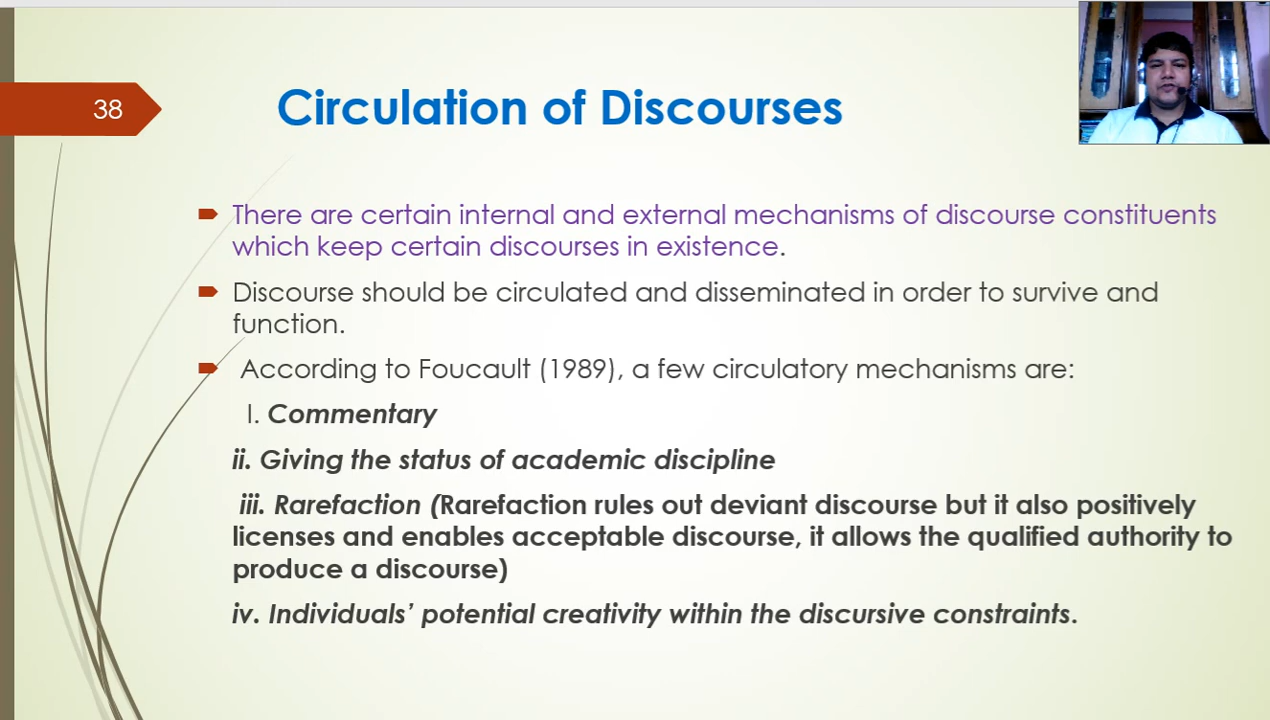 38
Circulation of Discourses
There are certain internal and external mechanisms of discourse constituents
which keep certain discourses in existence.
Discourse should be circulated and disseminated in order to survive and
function.
According to Foucault (1989), a few circulatory mechanisms are:
I. Commentary
ii. Giving the status of academic discipline
iii. Rarefaction (Rarefaction rules out deviant discourse but it also positively
licenses and enables acceptable discourse, it allows the qualified authority to
produce a discourse)
iv. Individuals’ potential creativity within the discursive constraints.